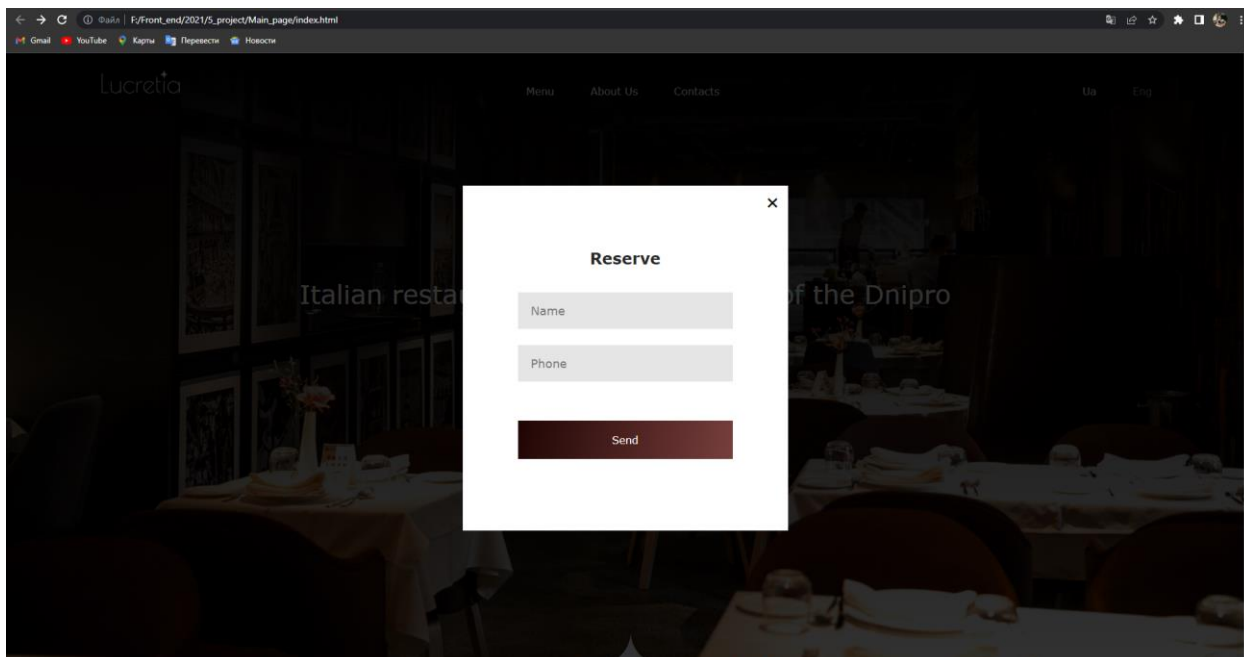 Файл | F:/Front_end/2021/5_project/Main_page/index.html
Gmail YouTube Карты Перевести Новости
Lucretia
Menu About Us Contacts
Ua Eng
Reserve
Italian of the Dnipro
Name
Phone
Send